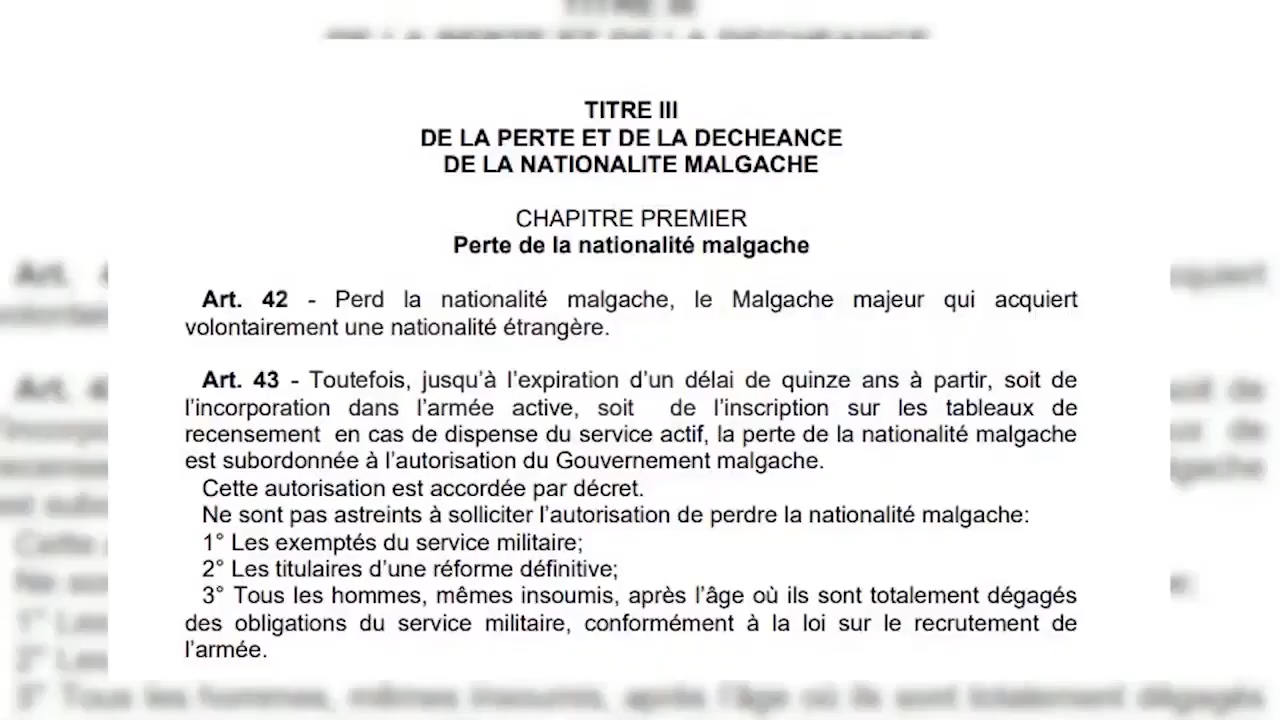 TITRE III
DE LA PERTE ET DE LA DECHEANCE
DE LA NATIONALITE MALGACHE
CHAPITRE PREMIER
Perte de la nationalité malgache
Art. 42 - Perd la nationalité malgache, le Malgache majeur qui acquiert
volontairement une nationalité étrangère.
Art. 43 - Toutefois, jusqu'à l'expiration d'un délai de quinze ans à partir, soit de
l'incorporation dans l'armée active, soit de l'inscription sur les tableaux de
recensement en cas de dispense du service actif, la perte de la nationalité malgache
est subordonnée à l'autorisation du Gouvernement malgache.
Cette autorisation est accordée par décret.
Ne sont pas astreints à solliciter l'autorisation de perdre la nationalité malgache:
1° Les exemptés du service militaire;
2° Les titulaires d'une réforme définitive;
3° Tous les hommes, mêmes insoumis, après l'âge où ils sont totalement dégagés
des obligations du service militaire, conformément à la loi sur le recrutement de
l'armée.